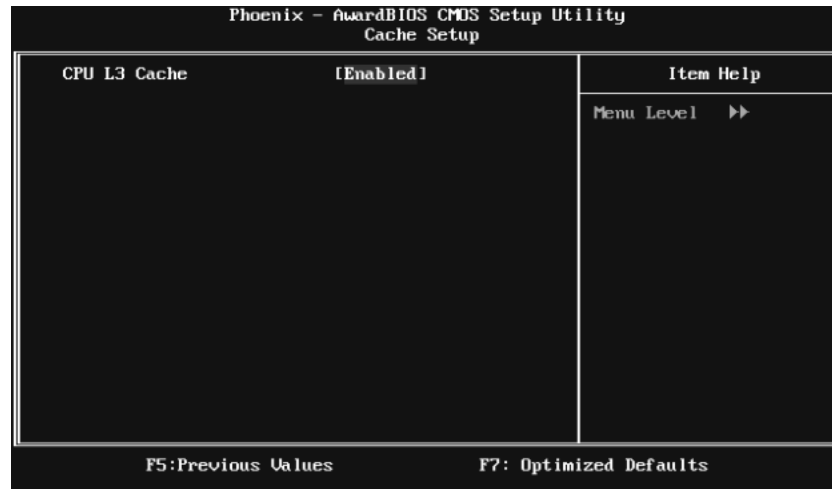 Phoenix - AwardBIOS CMOS Setup Utility
Cache Setup
CPU L3 Cache [Enabled]
Item Help
Menu Level ▶▶
F5:Previous Values F7: Optimized Defaults